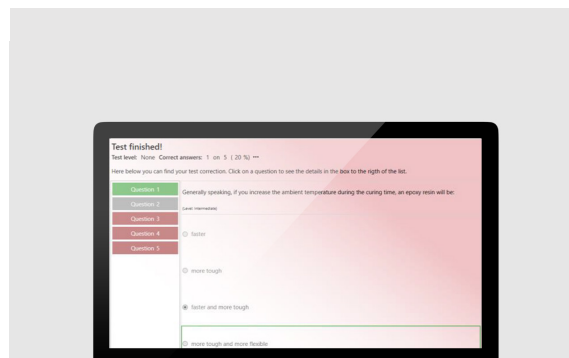 Test finished!
Test level: None Correct answers: 1 on 5 ( 20 %) ***
Here below you can find your test correction. Click on a question to see the details in the box to the rigth of the list.
Question 1
Question 2
Question 3
Question 4
Question 5
Generally speaking, if you increase the ambient temperature during the curing time, an epoxy resin will be:
(Level: Intermediate)
faster
more tough
faster and more tough
more tough and more flexible